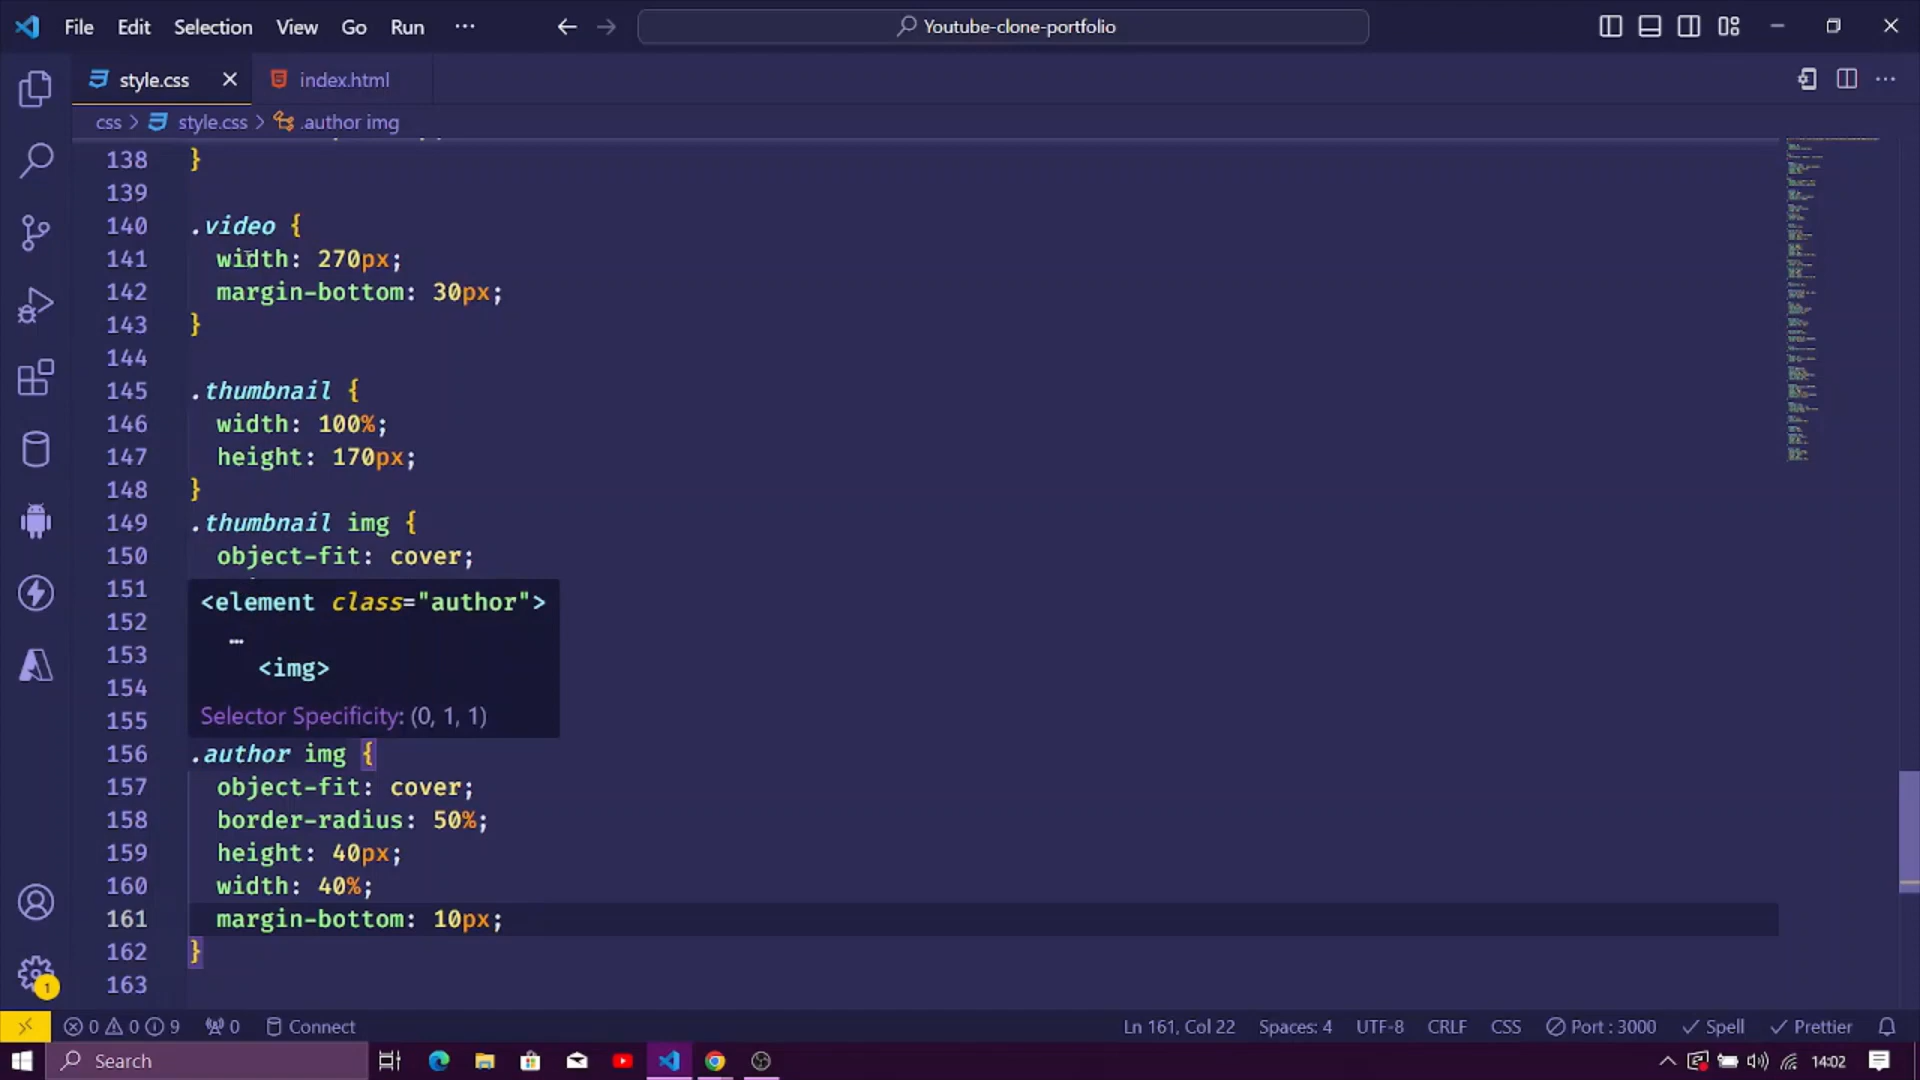 File Edit Selection View Go Run ···
Youtube-clone-portfolio
style.css
index.html
css > style.css > .author img
138 }
139
140 .video {
141 width: 270px;
142 margin-bottom: 30px;
143 }
144
145 .thumbnail {
146 width: 100%;
147 height: 170px;
148 }
149 .thumbnail img {
150 object-fit: cover;
151
<element class="author">
152
…
153
<img>
154
155
Selector Specificity: (0, 1, 1)
156 .author img {
157 object-fit: cover;
158 border-radius: 50%;
159 height: 40px;
160 width: 40%;
161 margin-bottom: 10px;
162 }
163
1
0 0 9 0 Connect Ln 161, Col 22 Spaces: 4 UTF-8 CRLF CSS Port : 3000 Spell Prettier
Search 14:02